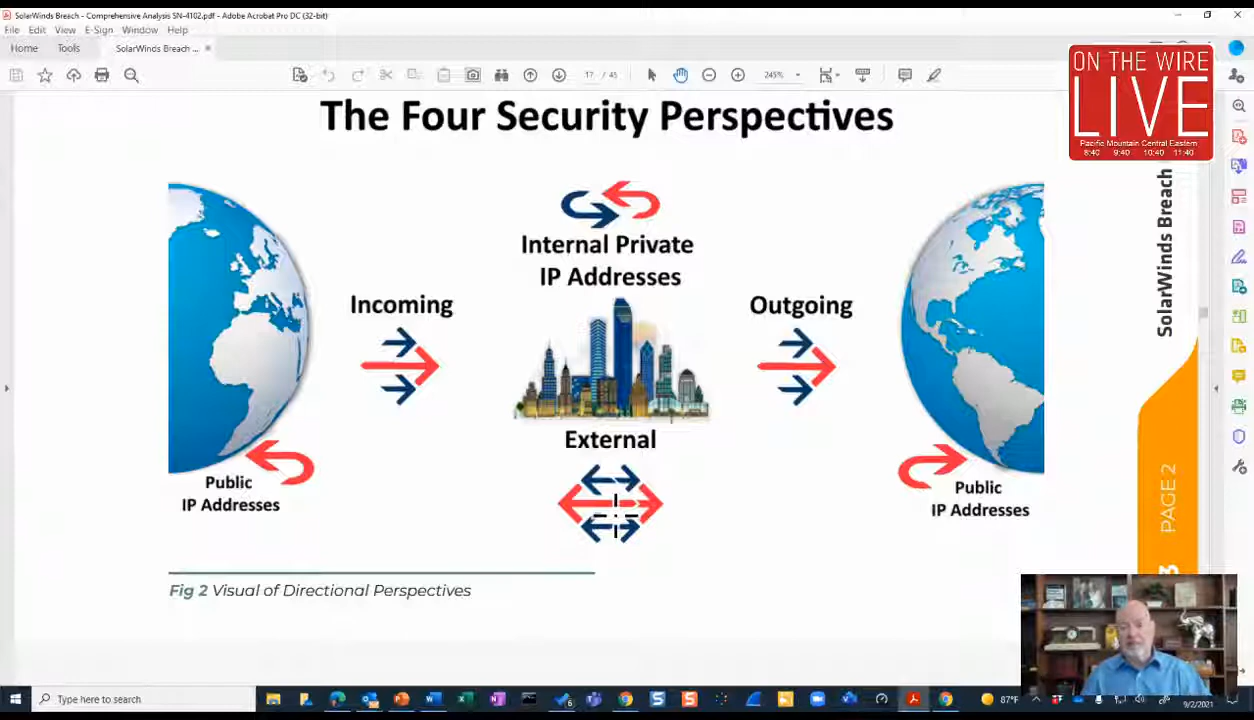 SolarWinds Breach - Comprehensive Analysis SN-4102.pdf - Adobe Acrobat Pro DC (32-bit)
File Edit View E-Sign Window Help
Home Tools SolarWinds Breach ...
17 / 45
245%
ON THE WIRE
LIVE
Pacific Mountain Central Eastern
8:40 9:40 10:40 11:40
The Four Security Perspectives
Internal Private
IP Addresses
Incoming
Outgoing
External
Public
IP Addresses
Public
IP Addresses
Fig 2 Visual of Directional Perspectives
SolarWinds Breach
PAGE 2
3
Type here to search
87°F
9/2/2021